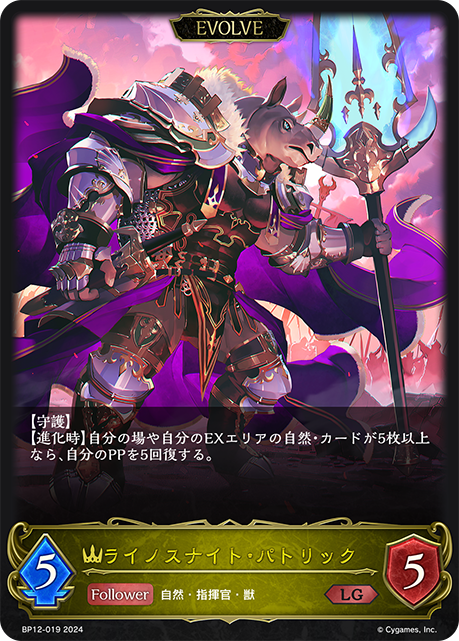 EVOLVE
【守護】
【進化時】自分の場や自分のEXエリアの自然・カードが5枚以上
なら、自分のPPを5回復する。
ライノスナイト・パトリック
5
Follower 自然・指揮官・獣 LG
5
BP12-019 2024 © Cygames, Inc.